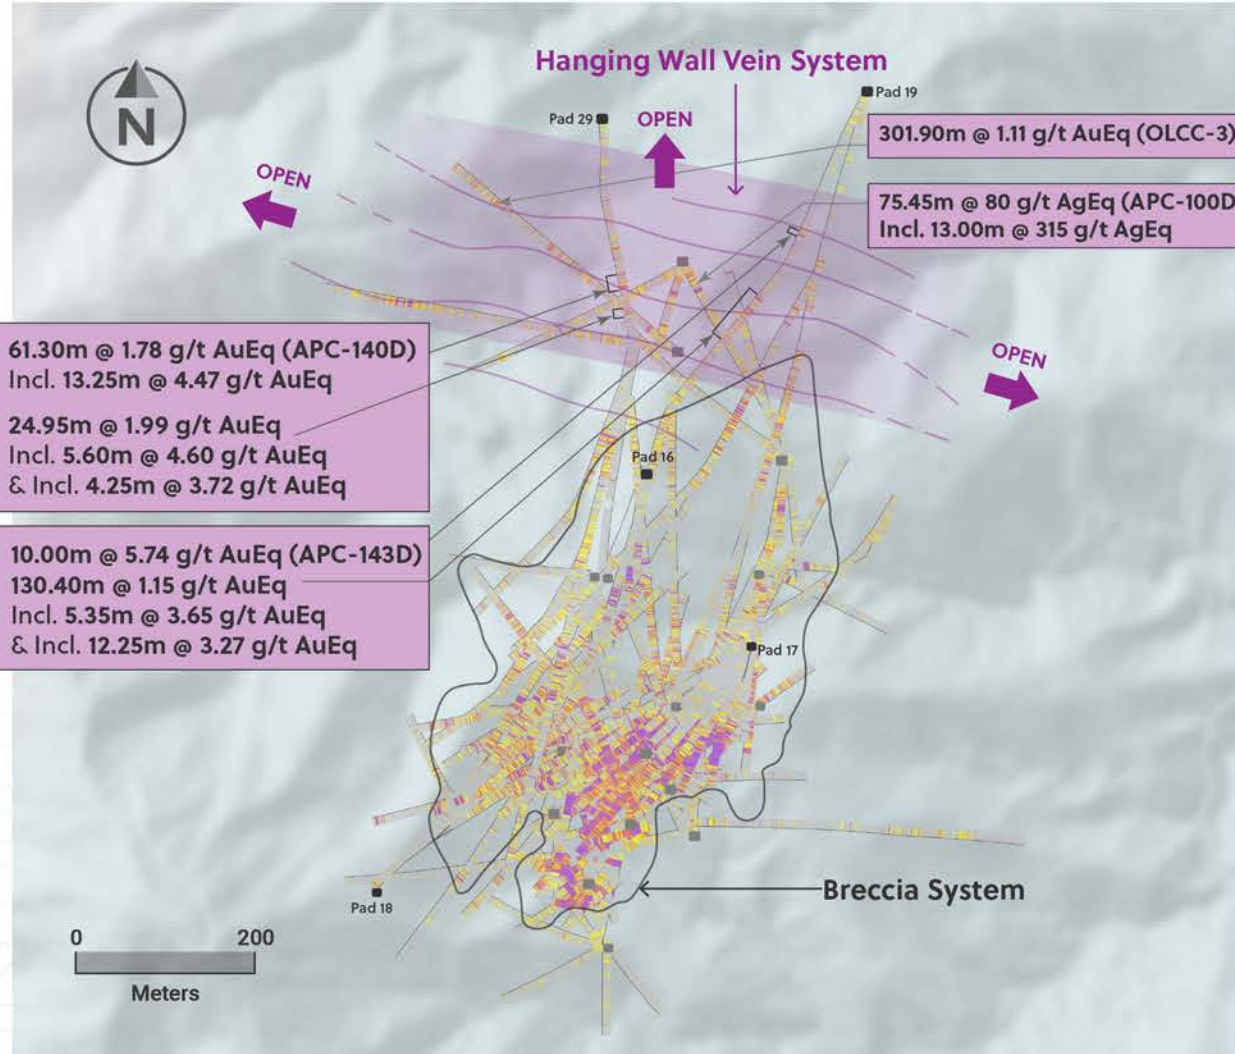 Hanging Wall Vein System
N
Pad 29
OPEN
Pad 19
301.90m @ 1.11 g/t AuEq (OLCC-3)
OPEN
75.45m @ 80 g/t AgEq (APC-100D
Incl. 13.00m @ 315 g/t AgEq
61.30m @ 1.78 g/t AuEq (APC-140D)
Incl. 13.25m @ 4.47 g/t AuEq
24.95m @ 1.99 g/t AuEq
Incl. 5.60m @ 4.60 g/t AuEq
& Incl. 4.25m @ 3.72 g/t AuEq
OPEN
Pad 16
10.00m @ 5.74 g/t AuEq (APC-143D)
130.40m @ 1.15 g/t AuEq
Incl. 5.35m @ 3.65 g/t AuEq
& Incl. 12.25m @ 3.27 g/t AuEq
Pad 17
Breccia System
Pad 18
0 200
Meters